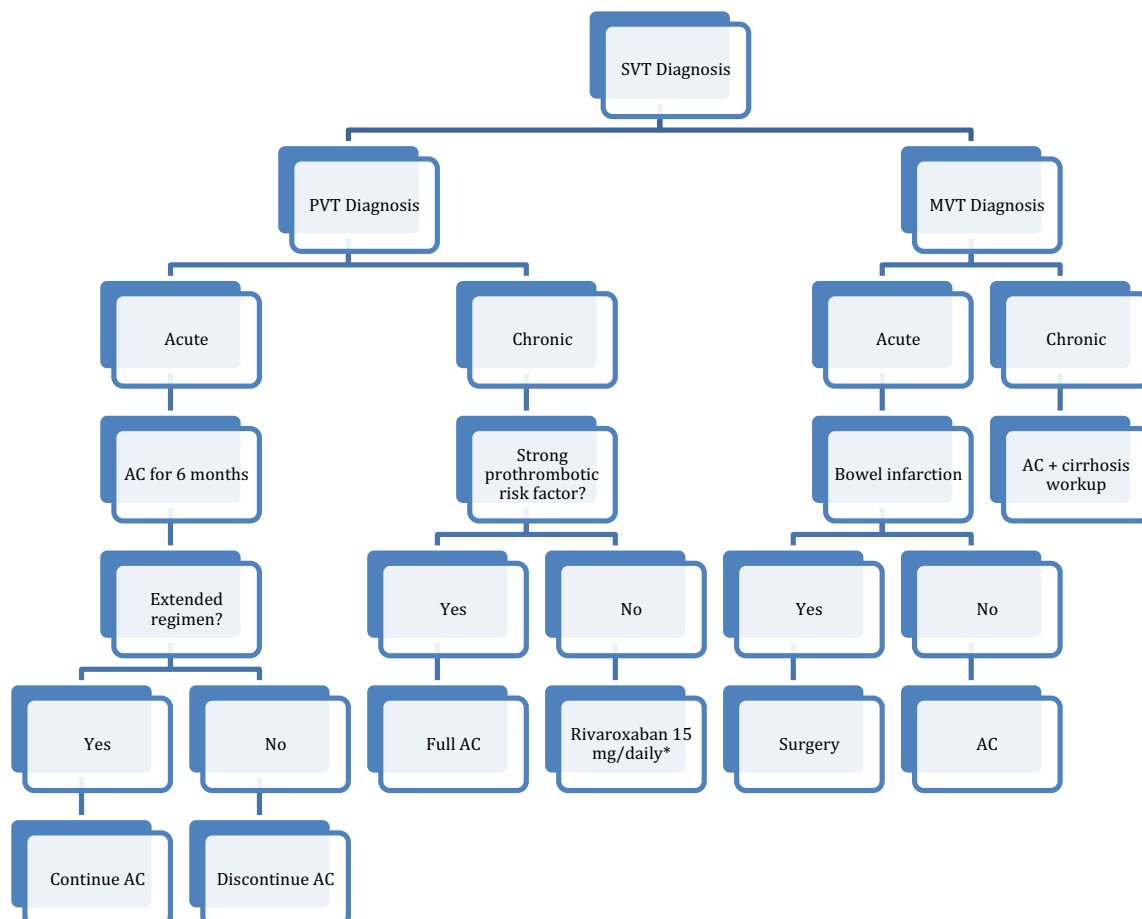 SVT Diagnosis
PVT Diagnosis
MVT Diagnosis
Acute
Chronic
Acute
Chronic
AC for 6 months
Strong
prothrombotic
risk factor?
Bowel infarction
AC + cirrhosis
workup
Extended
regimen?
Yes
No
Yes
No
Yes
No
Full AC
Rivaroxaban 15
mg/daily*
Surgery
AC
Continue AC
Discontinue AC